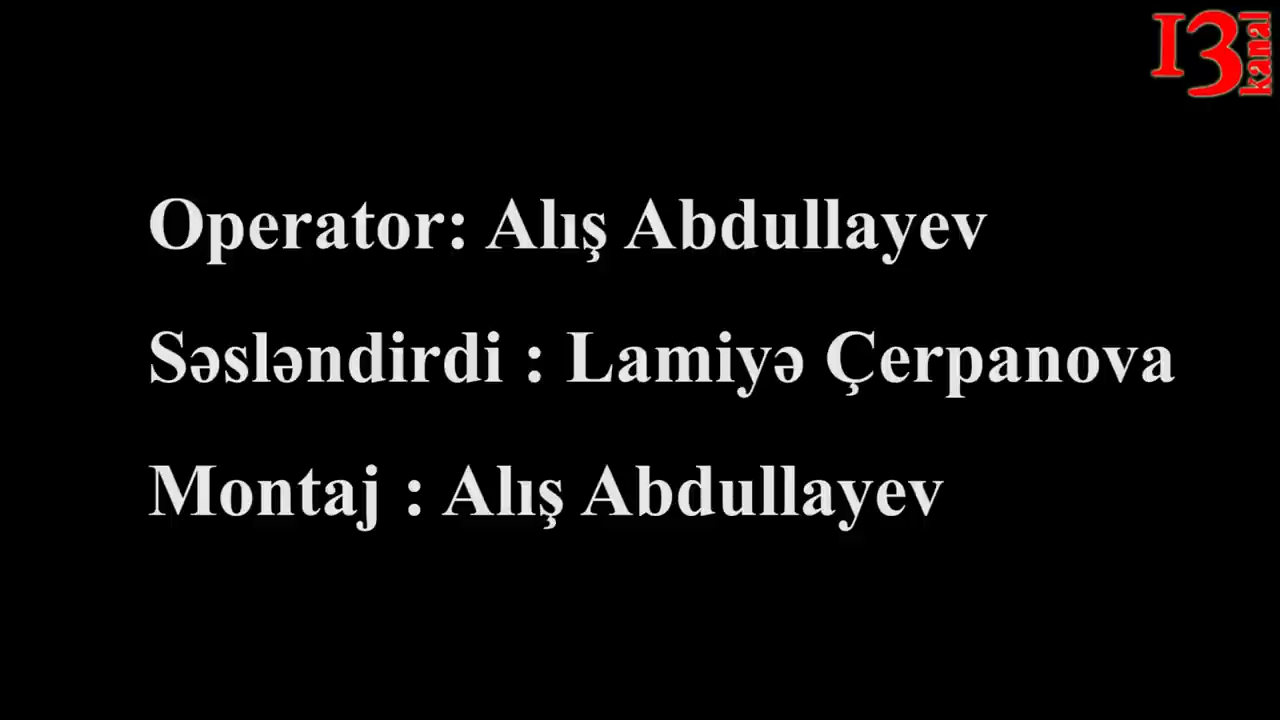 13 kanal
Operator: Alış Abdullayev
Səsləndirdi : Lamiyə Çerpanova
Montaj : Alış Abdullayev